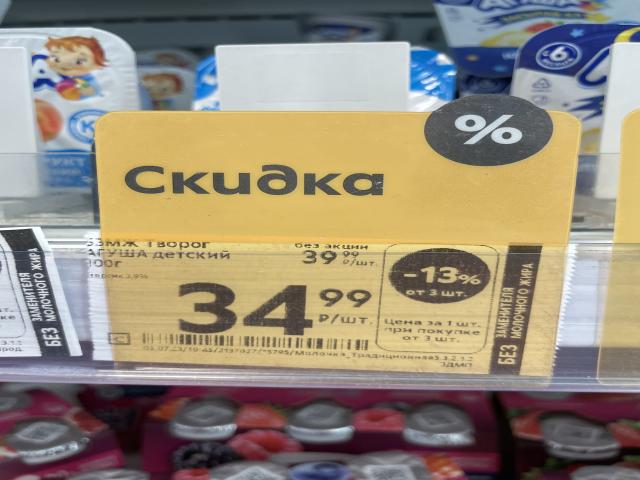 %
Скидка
БЗМЖ Творог
АГУША детский
100г
без акции
39 99
₽/шт.
34 99
₽/шт.
-13%
от 3 шт.
Цена за 1 шт.
при покупке
от 3 шт.
БЕЗ
ЗАМЕНИТЕЛЯ
МОЛОЧНОГО ЖИРА
БЕЗ
ЗАМЕНИТЕЛЯ
МОЛОЧНОГО ЖИРА